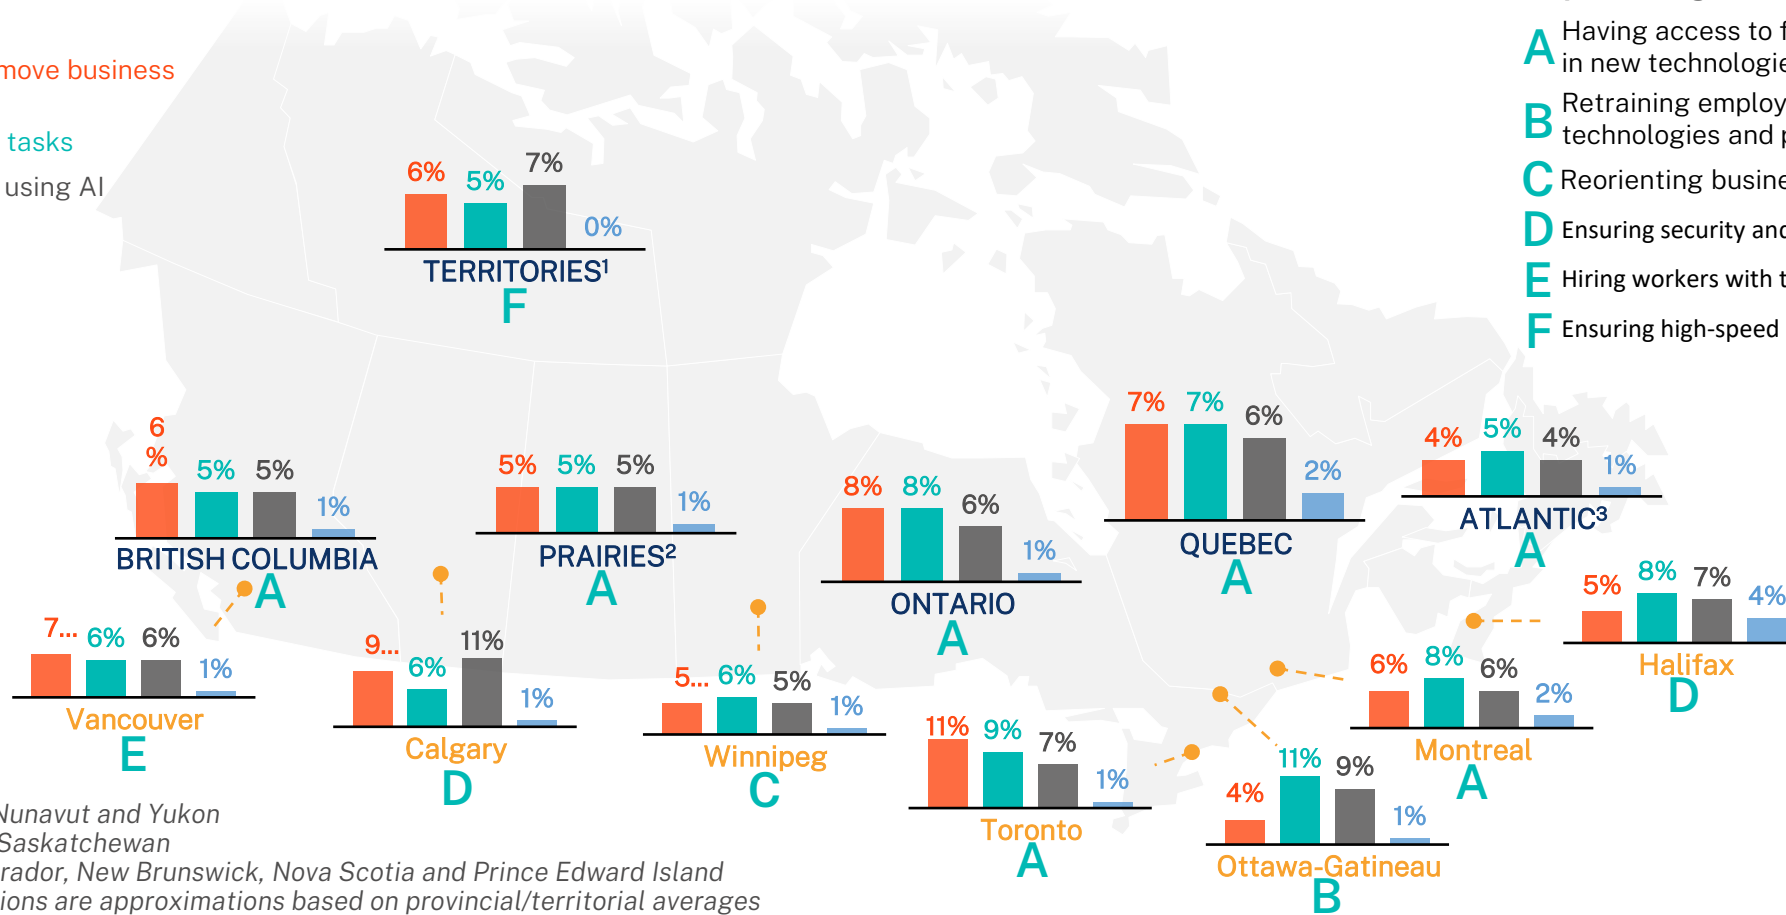 move business
tasks
using AI
A Having access to
in new technologie
B Retraining employ
technologies and
C Reorienting busine
D Ensuring security and
E Hiring workers with t
F Ensuring high-speed
6% 5% 7% 0%
TERRITORIES¹
F
6
%
5% 5% 1%
BRITISH COLUMBIA
A
5% 5% 5% 1%
PRAIRIES²
A
8% 8% 6% 1%
ONTARIO
A
7% 7% 6% 2%
QUEBEC
A
4% 5% 4% 1%
ATLANTIC³
A
7... 6% 6% 1%
Vancouver
E
9... 6% 11% 1%
Calgary
D
5... 6% 5% 1%
Winnipeg
C
11% 9% 7% 1%
Toronto
A
4% 11% 9% 1%
Ottawa-Gatineau
B
6% 8% 6% 2%
Montreal
A
5% 8% 7% 4%
Halifax
D
Nunavut and Yukon
Saskatchewan
rador, New Brunswick, Nova Scotia and Prince Edward Island
ions are approximations based on provincial/territorial averages